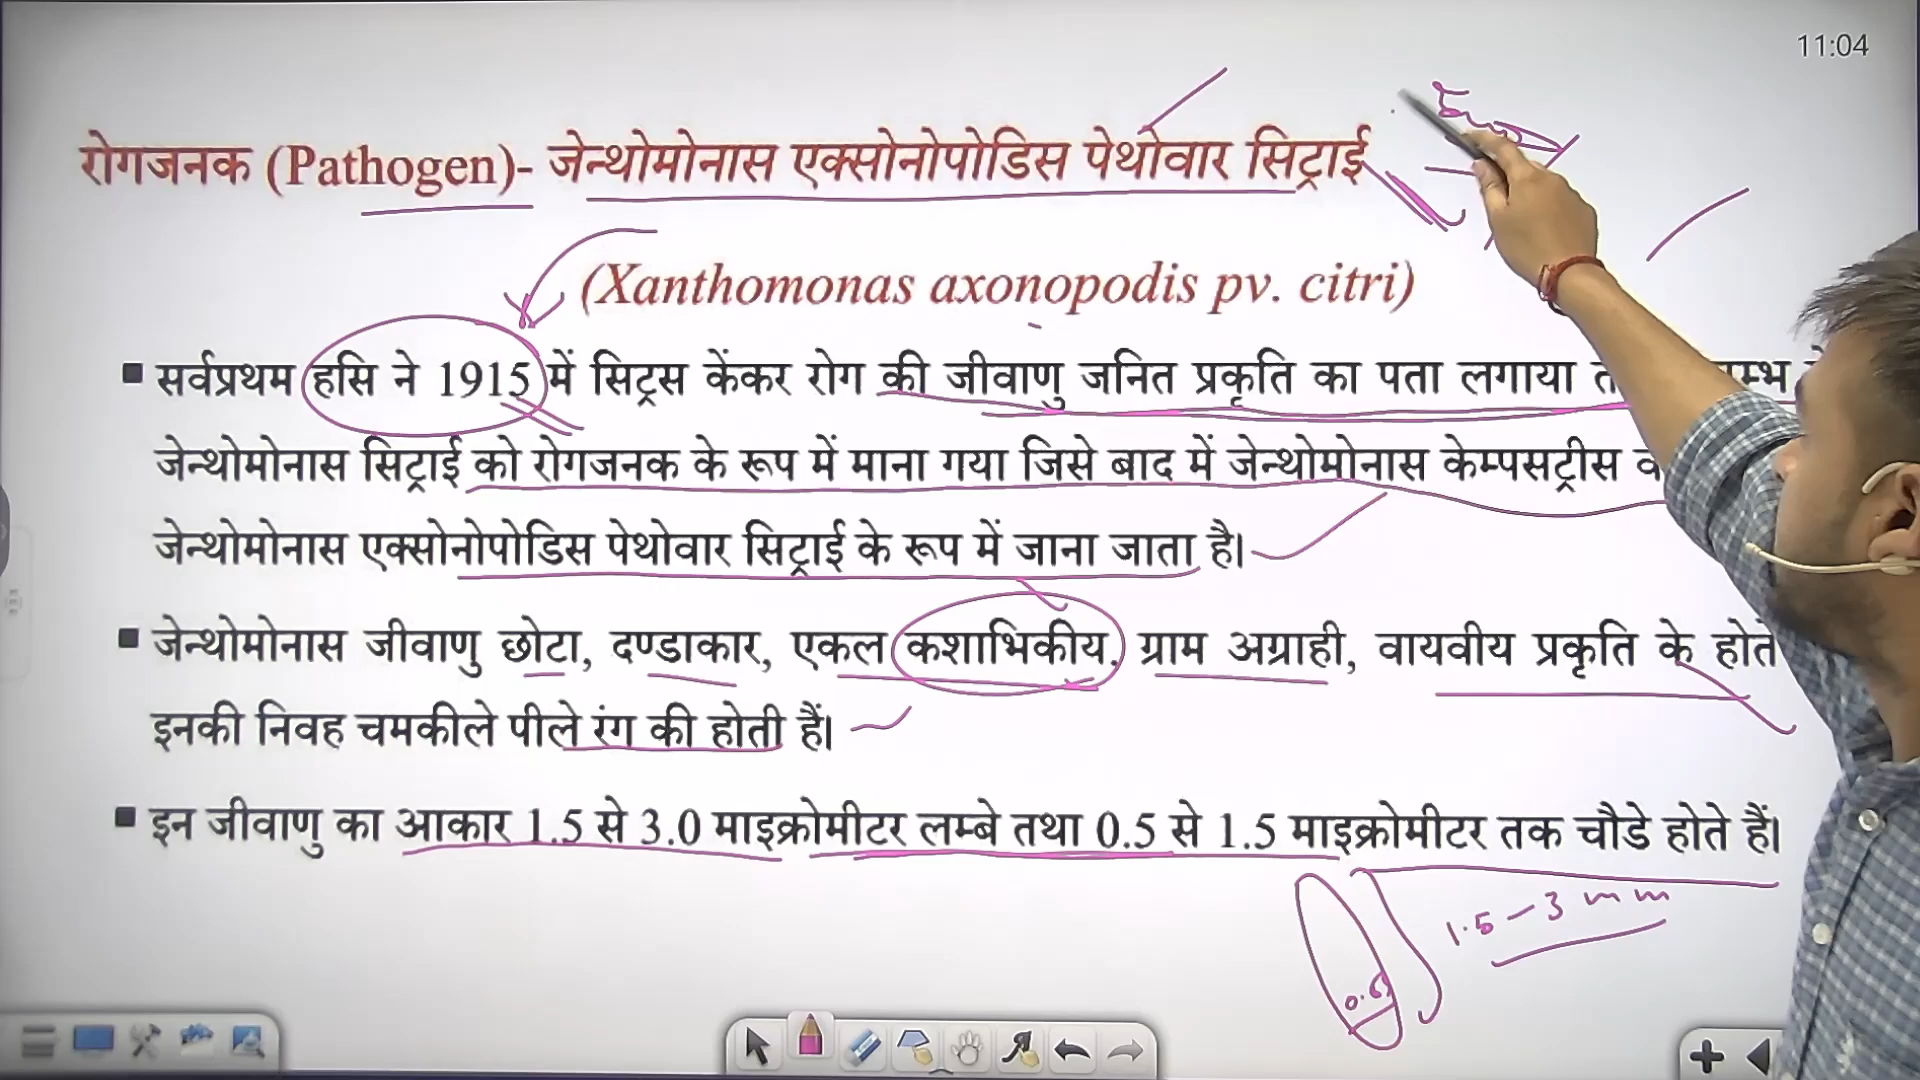 11:04
रोगजनक (Pathogen)- जेन्थोमोनास एक्सोनोपोडिस पेथोवार सिट्राई
(Xanthomonas axonopodis pv. citri)
▪ सर्वप्रथम हसि ने 1915 में सिट्रस केंकर रोग की जीवाणु जनित प्रकृति का पता लगाया
जेन्थोमोनास सिट्राई को रोगजनक के रूप में माना गया जिसे बाद में जेन्थोमोनास केम्पसट्रीस
जेन्थोमोनास एक्सोनोपोडिस पेथोवार सिट्राई के रूप में जाना जाता है।
▪ जेन्थोमोनास जीवाणु छोटा, दण्डाकार, एकल कशाभिकीय, ग्राम अग्राही, वायवीय प्रकृति के होते
इनकी निवह चमकीले पीले रंग की होती हैं।
▪ इन जीवाणु का आकार 1.5 से 3.0 माइक्रोमीटर लम्बे तथा 0.5 से 1.5 माइक्रोमीटर तक चौडे होते हैं।
1.5 – 3 mm